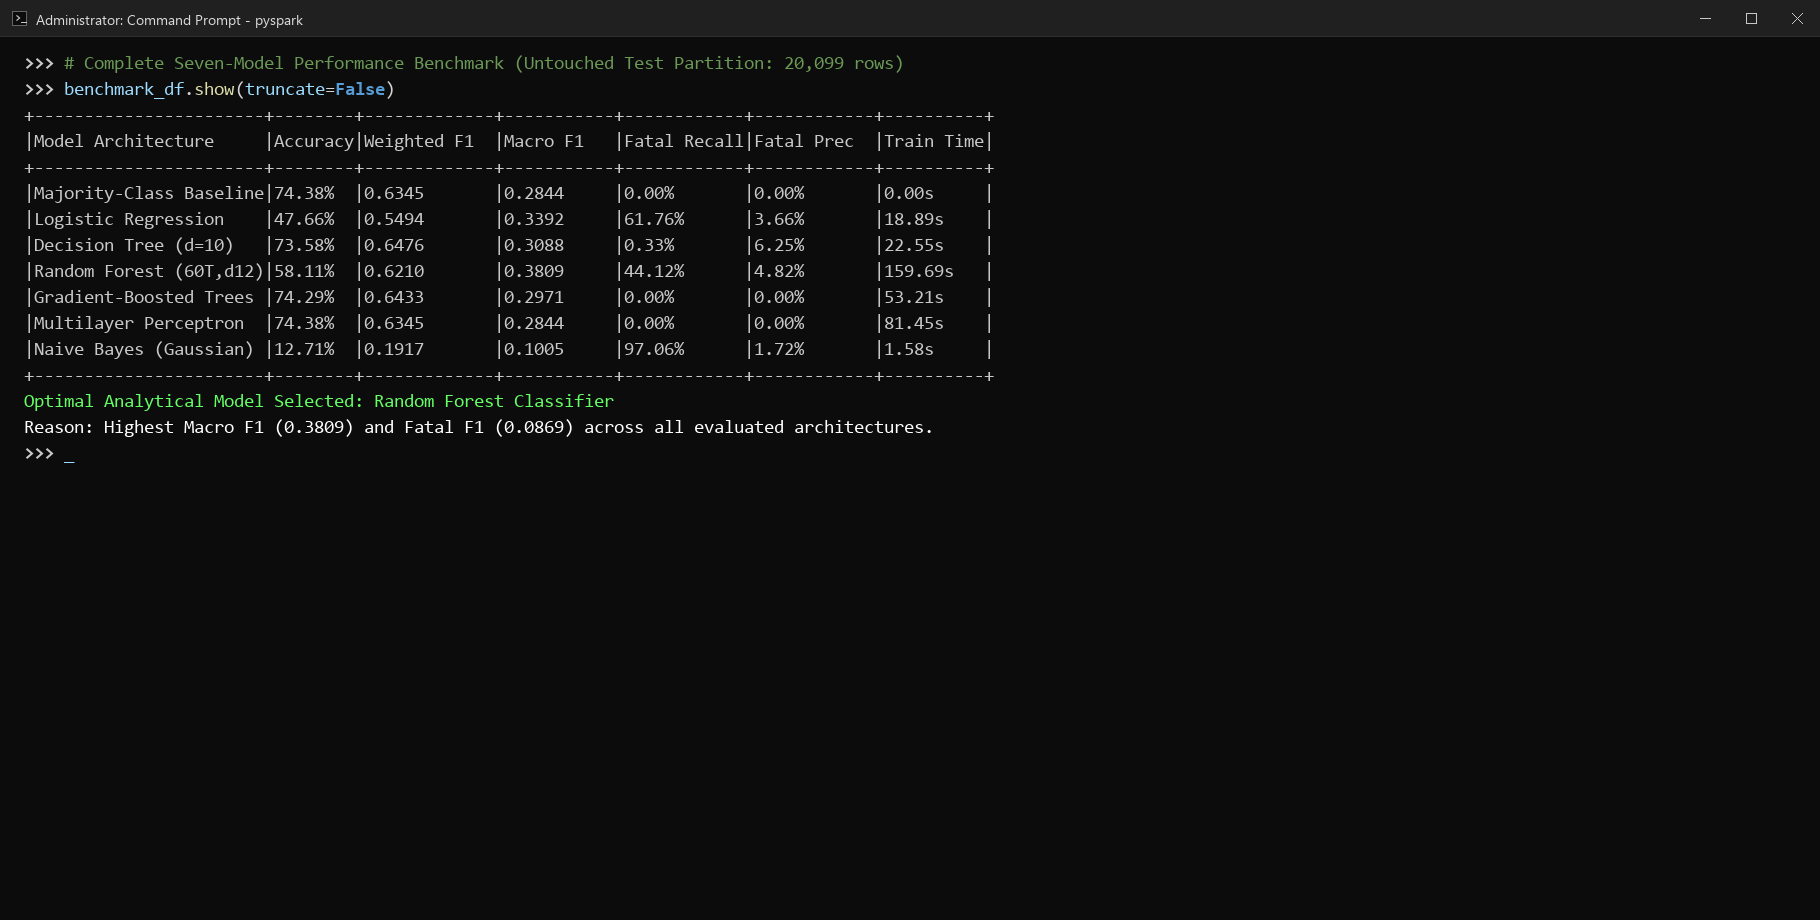 Administrator: Command Prompt - pyspark
>>> # Complete Seven-Model Performance Benchmark (Untouched Test Partition: 20,099 rows)
>>> benchmark_df.show(truncate=False)
+-----------------------+--------+-------------+-----------+------------+------------+----------+
|Model Architecture     |Accuracy|Weighted F1  |Macro F1   |Fatal Recall|Fatal Prec  |Train Time|
+-----------------------+--------+-------------+-----------+------------+------------+----------+
|Majority-Class Baseline|74.38%  |0.6345       |0.2844     |0.00%       |0.00%       |0.00s     |
|Logistic Regression    |47.66%  |0.5494       |0.3392     |61.76%      |3.66%       |18.89s    |
|Decision Tree (d=10)   |73.58%  |0.6476       |0.3088     |0.33%       |6.25%       |22.55s    |
|Random Forest (60T,d12)|58.11%  |0.6210       |0.3809     |44.12%      |4.82%       |159.69s   |
|Gradient-Boosted Trees |74.29%  |0.6433       |0.2971     |0.00%       |0.00%       |53.21s    |
|Multilayer Perceptron  |74.38%  |0.6345       |0.2844     |0.00%       |0.00%       |81.45s    |
|Naive Bayes (Gaussian) |12.71%  |0.1917       |0.1005     |97.06%      |1.72%       |1.58s     |
+-----------------------+--------+-------------+-----------+------------+------------+----------+
Optimal Analytical Model Selected: Random Forest Classifier
Reason: Highest Macro F1 (0.3809) and Fatal F1 (0.0869) across all evaluated architectures.
>>> _